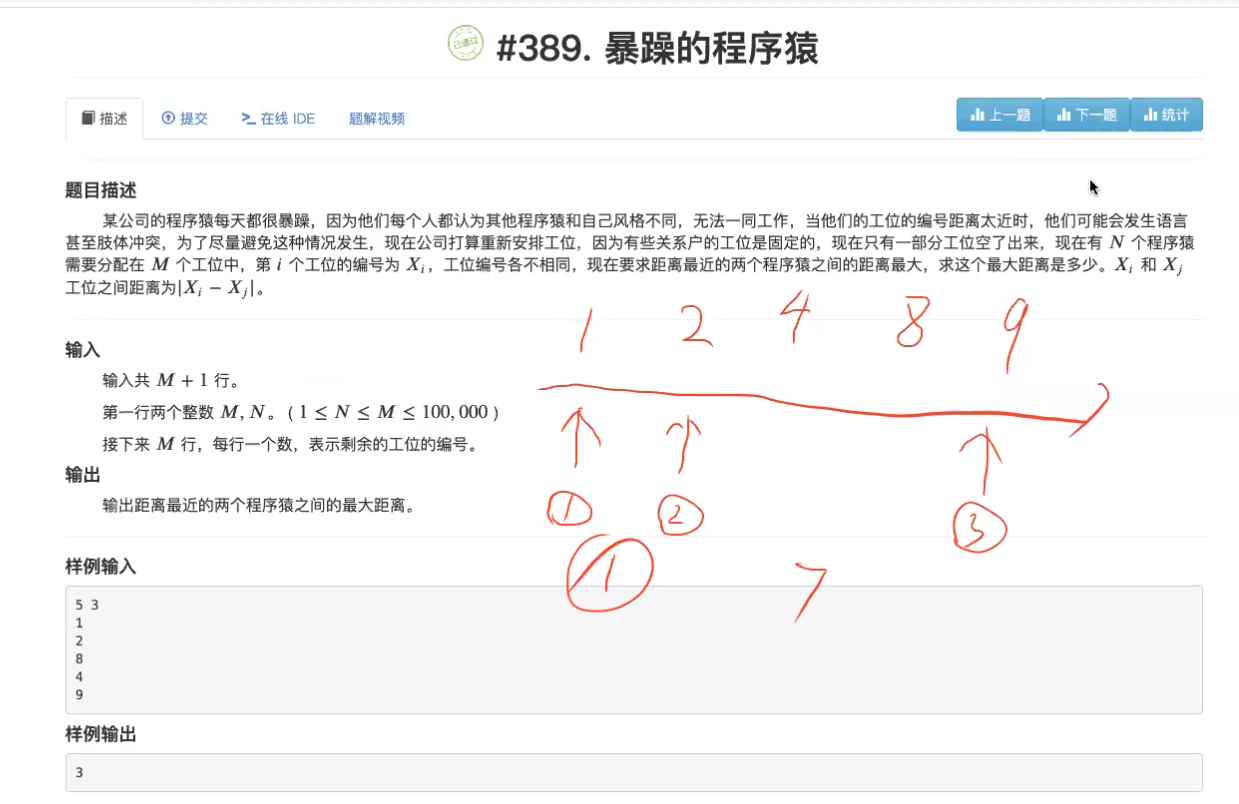 已通过 #389. 暴躁的程序猿
描述 提交 在线 IDE 题解视频 上一题 下一题 统计
题目描述
某公司的程序猿每天都很暴躁，因为他们每个人都认为其他程序猿和自己风格不同，无法一同工作，当他们的工位的编号距离太近时，他们可能会发生语言
甚至肢体冲突，为了尽量避免这种情况发生，现在公司打算重新安排工位，因为有些关系户的工位是固定的，现在只有一部分工位空了出来，现在有 N 个程序猿
需要分配在 M 个工位中，第 i 个工位的编号为 Xi，工位编号各不相同，现在要求距离最近的两个程序猿之间的距离最大，求这个最大距离是多少。Xi 和 Xj
工位之间距离为|Xi − Xj|。
1 2 4 8 9
输入
输入共 M + 1 行。
第一行两个整数 M, N。( 1 ≤ N ≤ M ≤ 100, 000 )
接下来 M 行，每行一个数，表示剩余的工位的编号。
输出
输出距离最近的两个程序猿之间的最大距离。
① ② ③
① 7
样例输入
5 3
1
2
8
4
9
样例输出
3